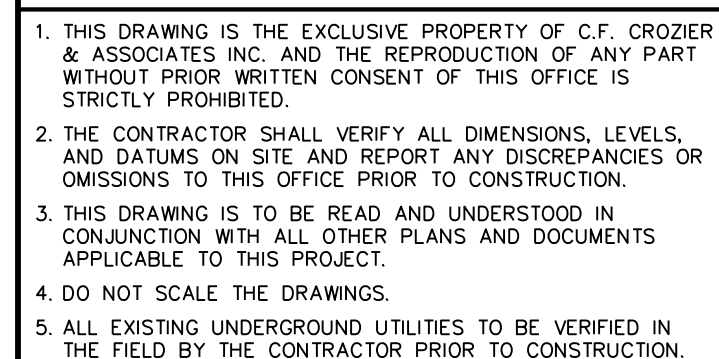 1. THIS DRAWING IS THE EXCLUSIVE PROPERTY OF C.F. CROZIER
& ASSOCIATES INC. AND THE REPRODUCTION OF ANY PART
WITHOUT PRIOR WRITTEN CONSENT OF THIS OFFICE IS
STRICTLY PROHIBITED.
2. THE CONTRACTOR SHALL VERIFY ALL DIMENSIONS, LEVELS,
AND DATUMS ON SITE AND REPORT ANY DISCREPANCIES OR
OMISSIONS TO THIS OFFICE PRIOR TO CONSTRUCTION.
3. THIS DRAWING IS TO BE READ AND UNDERSTOOD IN
CONJUNCTION WITH ALL OTHER PLANS AND DOCUMENTS
APPLICABLE TO THIS PROJECT.
4. DO NOT SCALE THE DRAWINGS.
5. ALL EXISTING UNDERGROUND UTILITIES TO BE VERIFIED IN
THE FIELD BY THE CONTRACTOR PRIOR TO CONSTRUCTION.